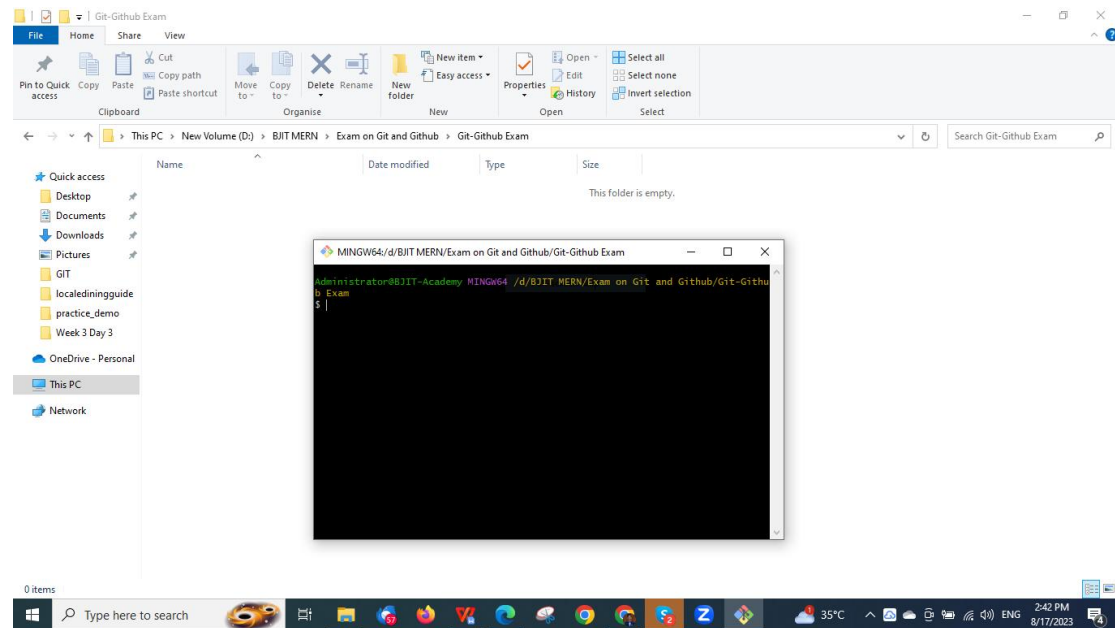 Git-Github Exam
File Home Share View
Pin to Quick access
Copy
Paste
Cut
Copy path
Paste shortcut
Clipboard
Move to
Copy to
Delete
Rename
Organise
New folder
New item
Easy access
New
Properties
Open
Edit
History
Open
Select all
Select none
Invert selection
Select
This PC > New Volume (D:) > BJIT MERN > Exam on Git and Github > Git-Github Exam
Search Git-Github Exam
Name Date modified Type Size
This folder is empty.
Quick access
Desktop
Documents
Downloads
Pictures
GIT
localediningguide
practice_demo
Week 3 Day 3
OneDrive - Personal
This PC
Network
MINGW64:/d/BJIT MERN/Exam on Git and Github/Git-Github Exam
Administrator@BJIT-Academy MINGW64 /d/BJIT MERN/Exam on Git and Github/Git-Githu
b Exam
$
0 items
Type here to search
35°C
ENG
2:42 PM
8/17/2023